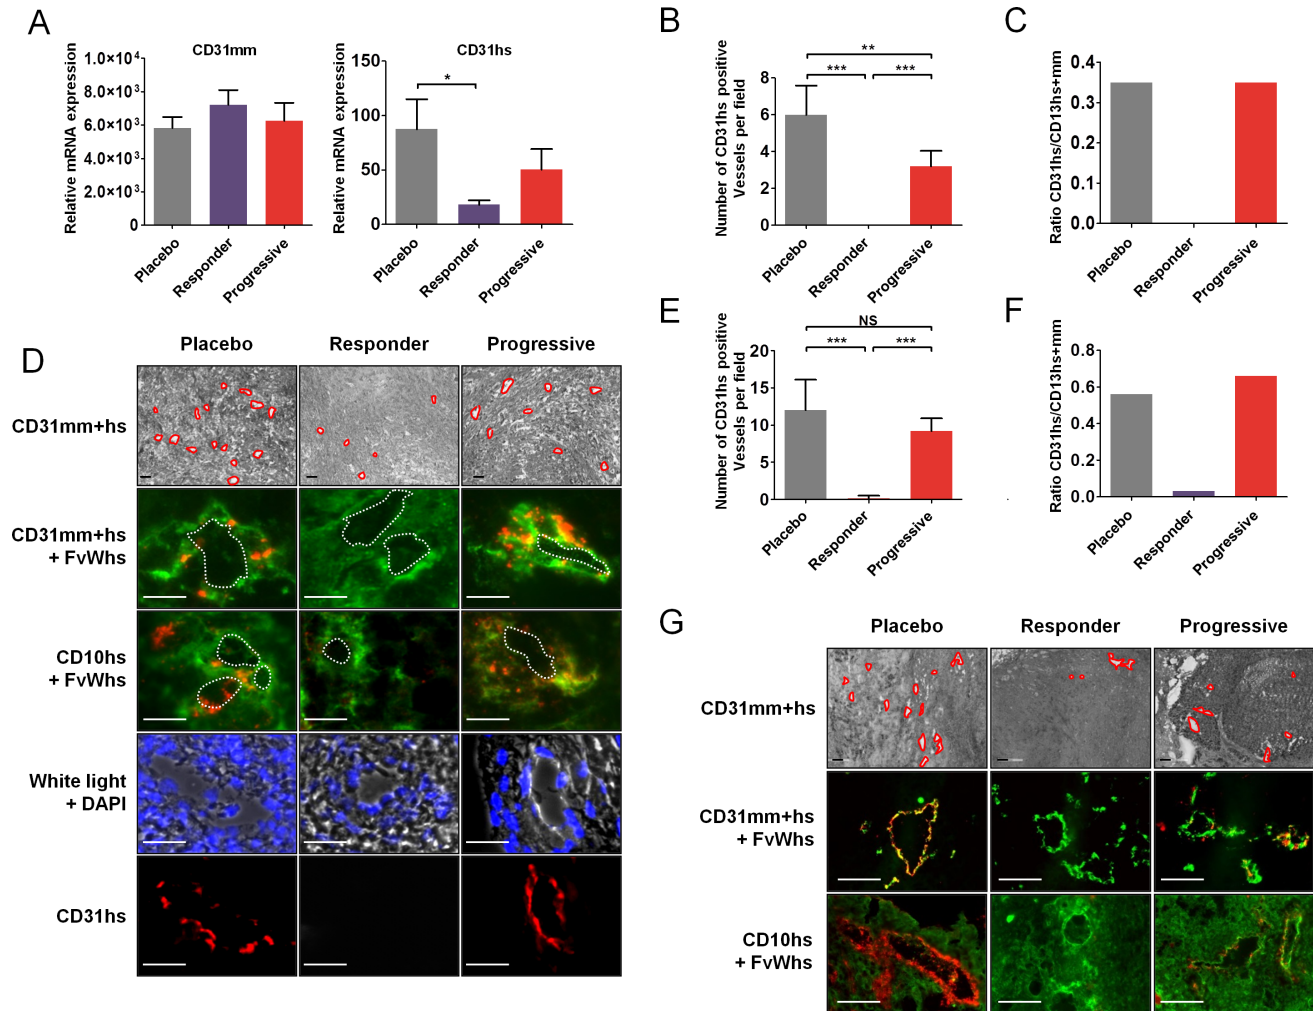 A
CD31mm
Relative mRNA expression
1.0×10⁴
8.0×10³
6.0×10³
4.0×10³
2.0×10³
0
Placebo
Responder
Progressive
CD31hs
Relative mRNA expression
150
100
50
0
*
Placebo
Responder
Progressive
B
Number of CD31hs positive
Vessels per field
8
6
4
2
0
**
***
***
Placebo
Responder
Progressive
C
Ratio CD31hs/CD13hs+mm
0.4
0.3
0.2
0.1
0.0
Placebo
Responder
Progressive
D
Placebo
Responder
Progressive
CD31mm+hs
CD31mm+hs
+ FvWhs
CD10hs
+ FvWhs
White light
+ DAPI
CD31hs
E
Number of CD31hs positive
Vessels per field
20
15
10
5
0
NS
***
***
Placebo
Responder
Progressive
F
Ratio CD31hs/CD13hs+mm
0.8
0.6
0.4
0.2
0.0
Placebo
Responder
Progressive
G
Placebo
Responder
Progressive
CD31mm+hs
CD31mm+hs
+ FvWhs
CD10hs
+ FvWhs